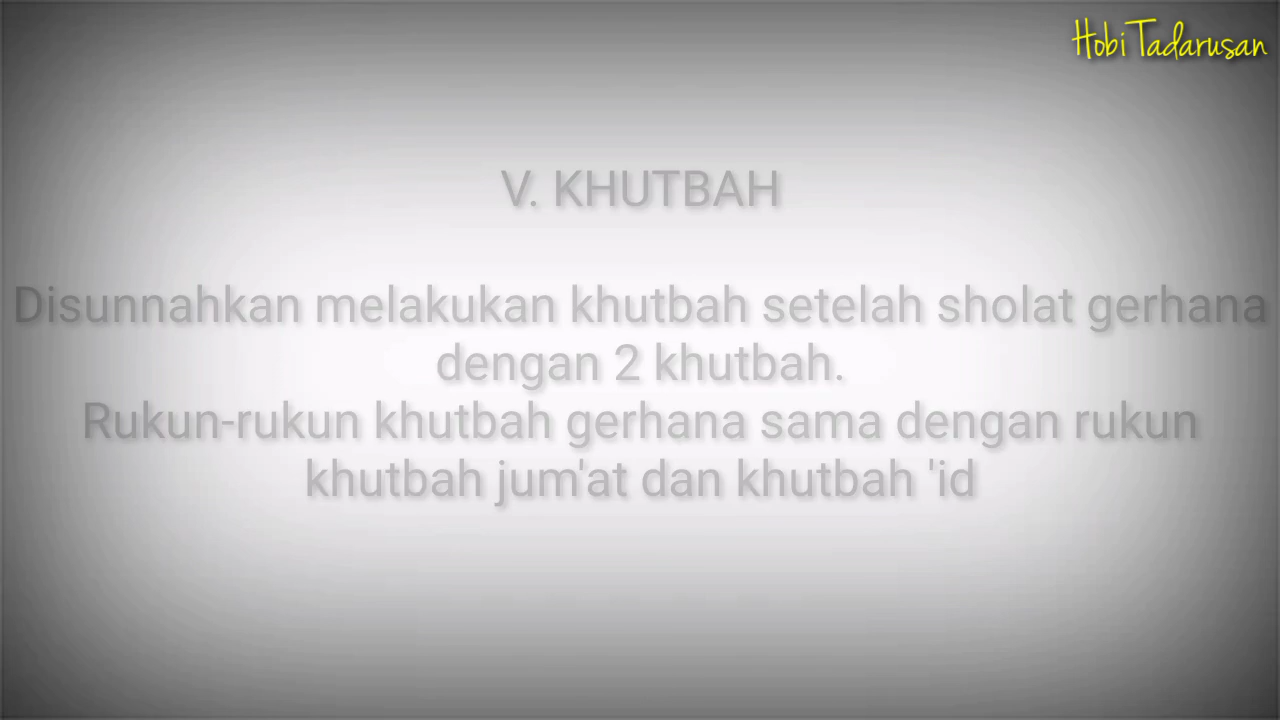 Hobi Tadarusan
V. KHUTBAH
Disunnahkan melakukan khutbah setelah sholat gerhana
dengan 2 khutbah.
Rukun-rukun khutbah gerhana sama dengan rukun
khutbah jum'at dan khutbah 'id